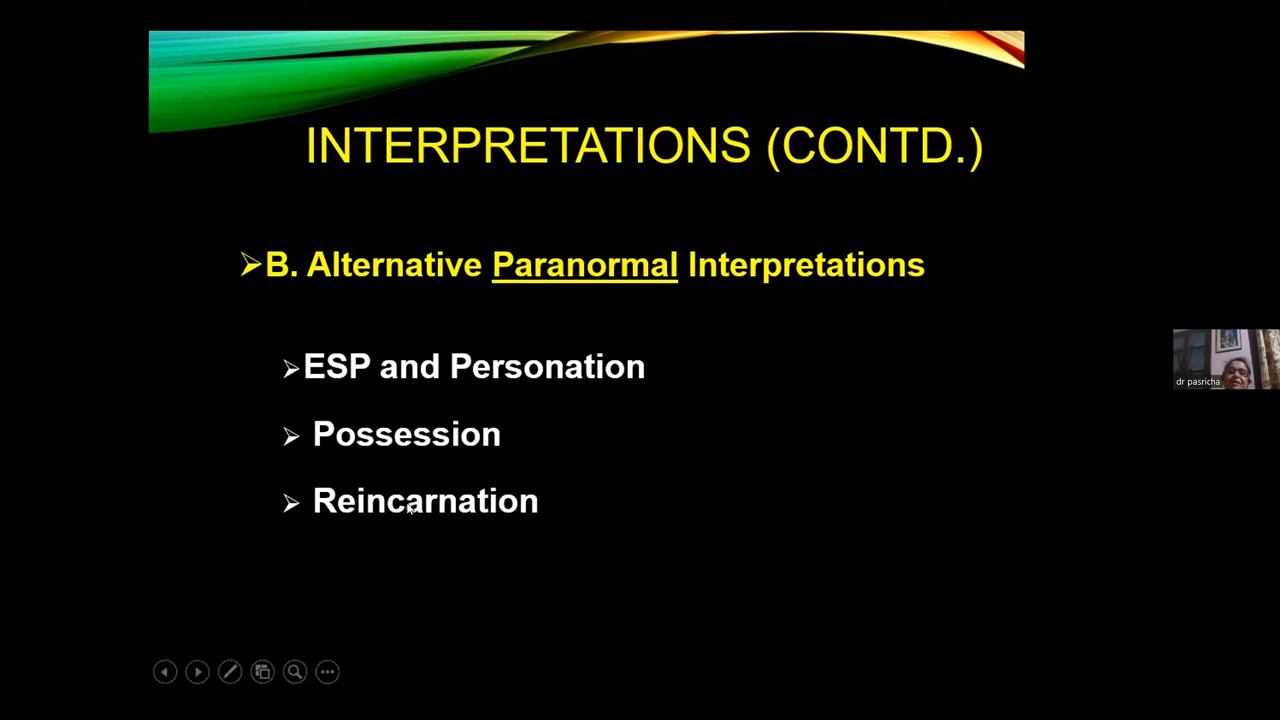 INTERPRETATIONS (CONTD.)
➢B. Alternative Paranormal Interpretations
➢ESP and Personation
➢ Possession
➢ Reincarnation
dr pasricha